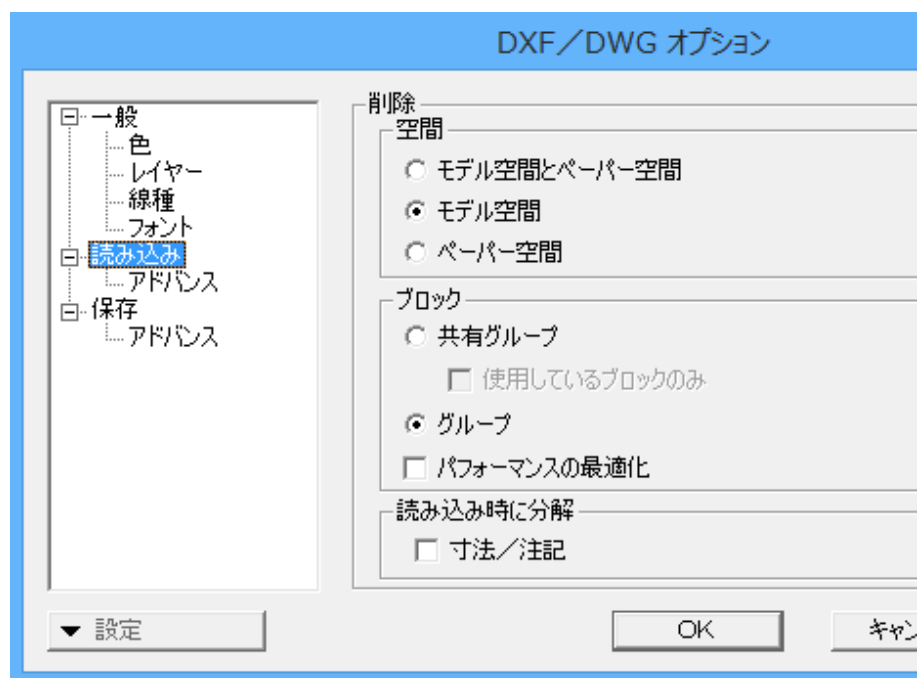 DXF／DWG オプション
一般
色
レイヤー
線種
フォント
読み込み
アドバンス
保存
アドバンス
削除
空間
モデル空間とペーパー空間
モデル空間
ペーパー空間
ブロック
共有グループ
使用しているブロックのみ
グループ
パフォーマンスの最適化
読み込み時に分解
寸法／注記
設定
OK
キャン